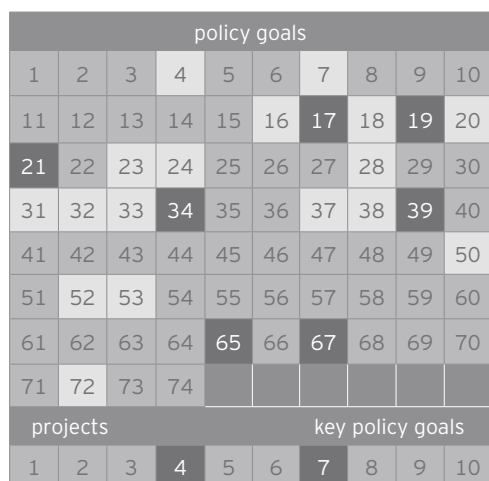 policy goals
1 2 3 4 5 6 7 8 9 10
11 12 13 14 15 16 17 18 19 20
21 22 23 24 25 26 27 28 29 30
31 32 33 34 35 36 37 38 39 40
41 42 43 44 45 46 47 48 49 50
51 52 53 54 55 56 57 58 59 60
61 62 63 64 65 66 67 68 69 70
71 72 73 74
projects key policy goals
1 2 3 4 5 6 7 8 9 10